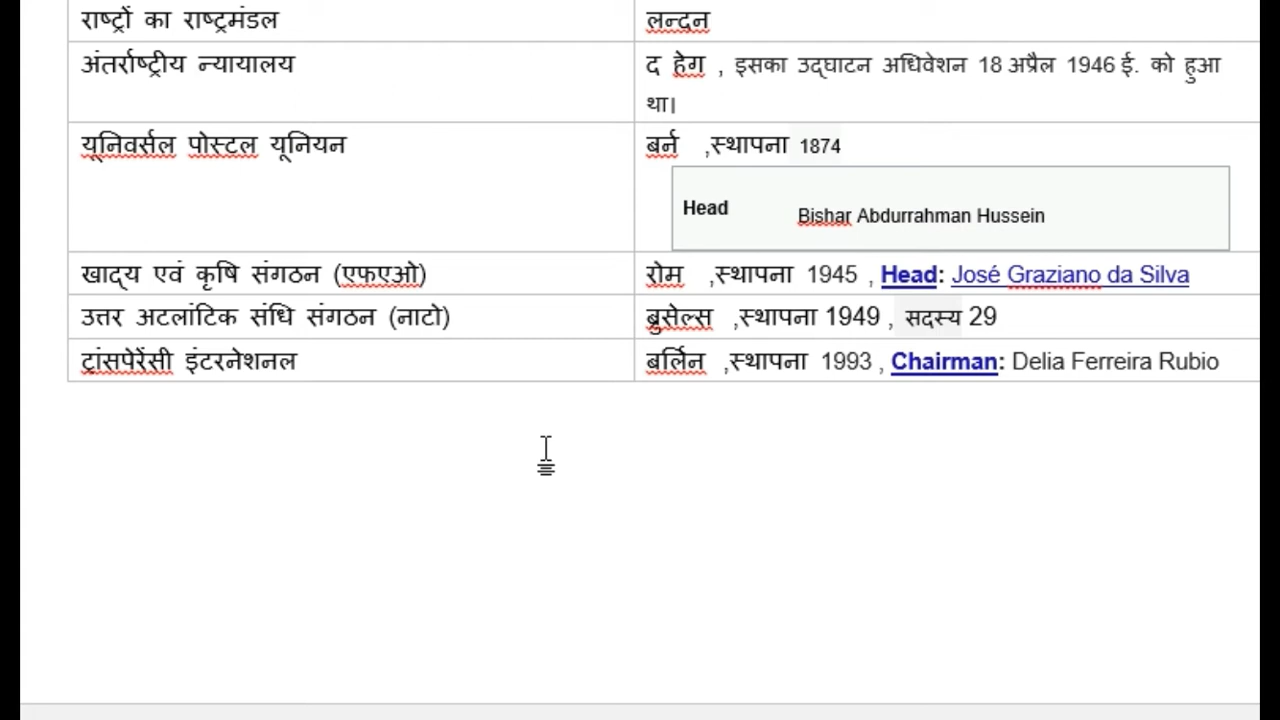 राष्ट्रों का राष्ट्रमंडल
लन्दन
अंतर्राष्ट्रीय न्यायालय
द हेग , इसका उद्घाटन अधिवेशन 18 अप्रैल 1946 ई. को हुआ
था।
यूनिवर्सल पोस्टल यूनियन
बर्न ,स्थापना 1874
Head Bishar Abdurrahman Hussein
खाद्य एवं कृषि संगठन (एफएओ)
रोम ,स्थापना 1945 , Head: José Graziano da Silva
उत्तर अटलांटिक संधि संगठन (नाटो)
ब्रुसेल्स ,स्थापना 1949 , सदस्य 29
ट्रांसपेरेंसी इंटरनेशनल
बर्लिन ,स्थापना 1993 , Chairman: Delia Ferreira Rubio